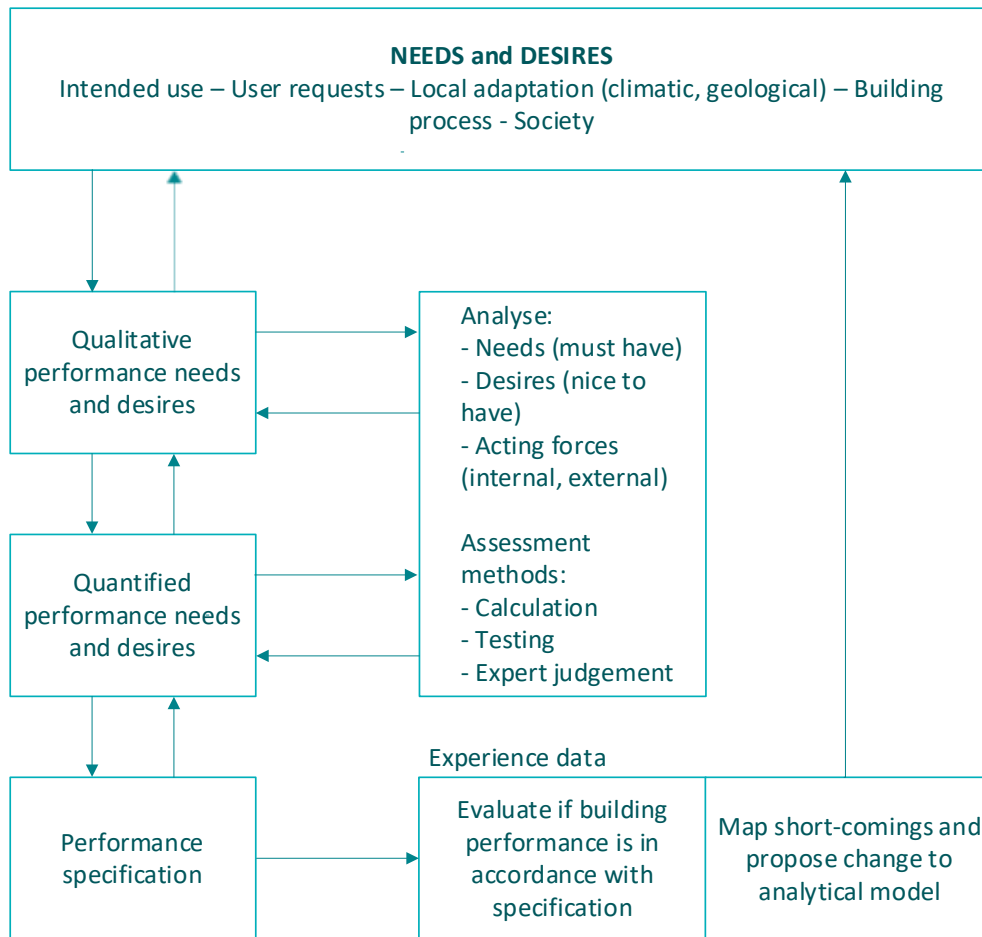 NEEDS and DESIRES
Intended use – User requests – Local adaptation (climatic, geological) – Building
process - Society
-
Qualitative
performance needs
and desires
Analyse:
- Needs (must have)
- Desires (nice to
have)
- Acting forces
(internal, external)
Quantified
performance needs
and desires
Assessment
methods:
- Calculation
- Testing
- Expert judgement
Experience data
Performance
specification
Evaluate if building
performance is in
accordance with
specification
Map short-comings and
propose change to
analytical model